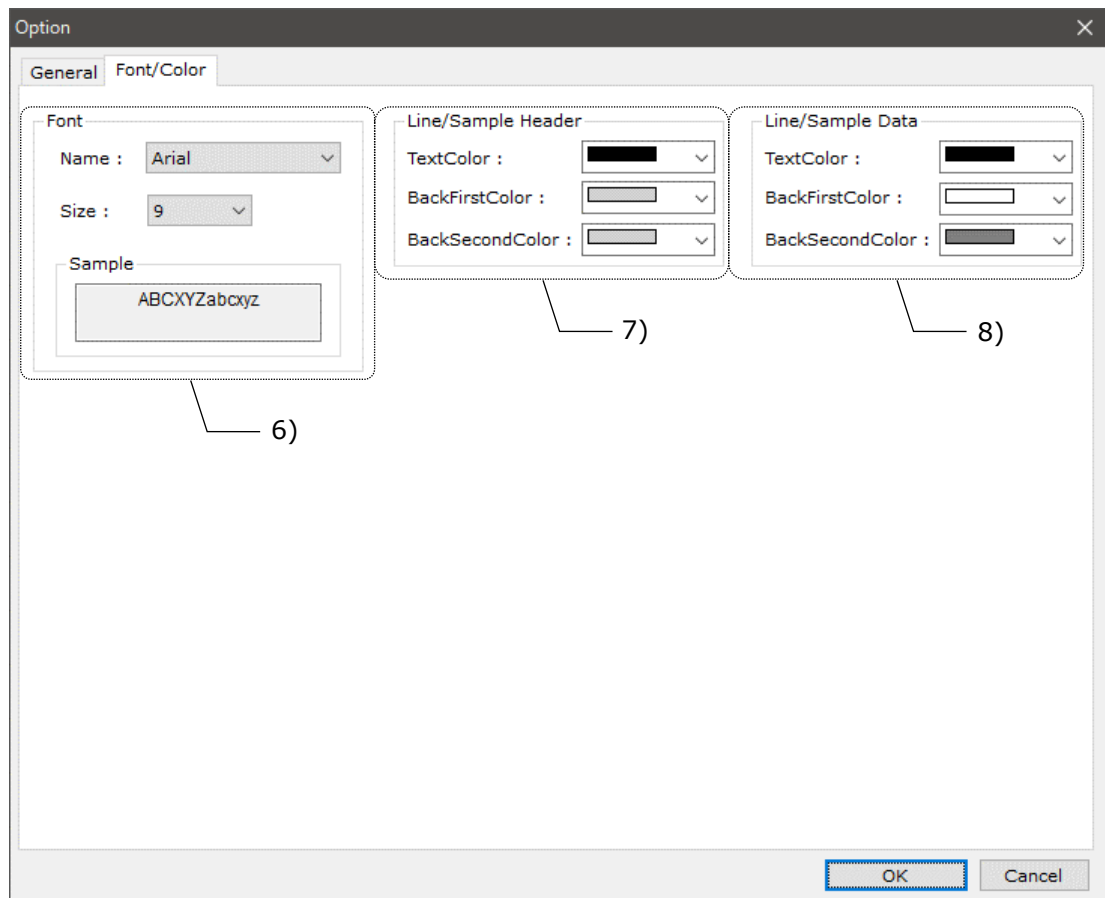 Option
General
Font/Color
Font
Name :
Arial
Size :
9
Sample
ABCXYZabcxyz
6)
Line/Sample Header
TextColor :
BackFirstColor :
BackSecondColor :
7)
Line/Sample Data
TextColor :
BackFirstColor :
BackSecondColor :
8)
OK
Cancel